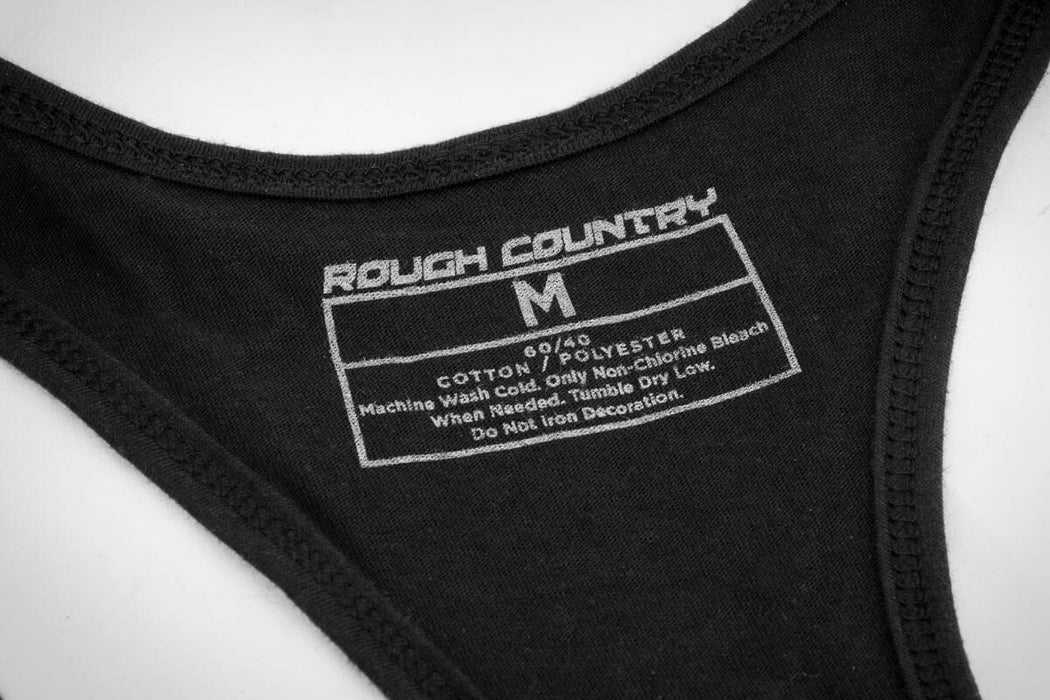 ROUGH COUNTRY
M
60/40
COTTON / POLYESTER
Machine Wash Cold. Only Non-Chlorine Bleach
When Needed. Tumble Dry Low.
Do Not Iron Decoration.